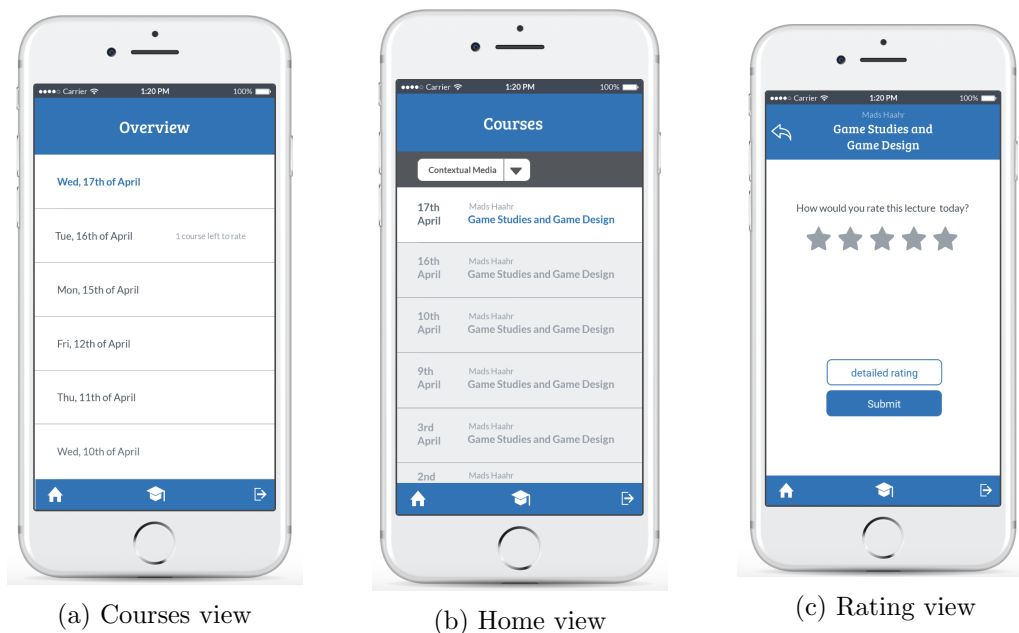 Carrier 1:20 PM 100%
Overview
Wed, 17th of April
Tue, 16th of April 1 course left to rate
Mon, 15th of April
Fri, 12th of April
Thu, 11th of April
Wed, 10th of April
(a) Courses view
Carrier 1:20 PM 100%
Courses
Contextual Media
17th April
Mads Haahr
Game Studies and Game Design
16th April
Mads Haahr
Game Studies and Game Design
10th April
Mads Haahr
Game Studies and Game Design
9th April
Mads Haahr
Game Studies and Game Design
3rd April
Mads Haahr
Game Studies and Game Design
2nd
Mads Haahr
(b) Home view
Carrier 1:20 PM 100%
Mads Haahr
Game Studies and
Game Design
How would you rate this lecture today?
detailed rating
Submit
(c) Rating view